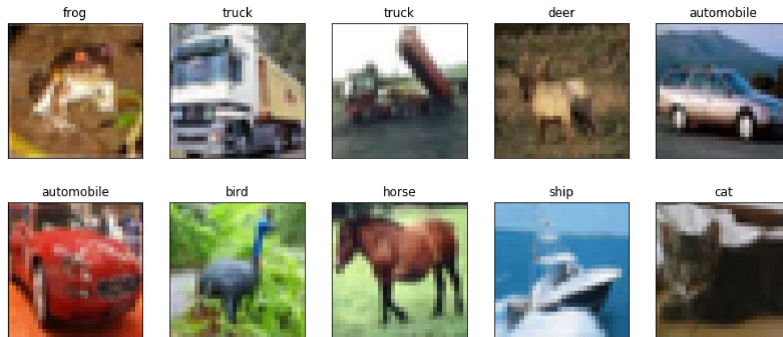 frog
truck
truck
deer
automobile
automobile
bird
horse
ship
cat